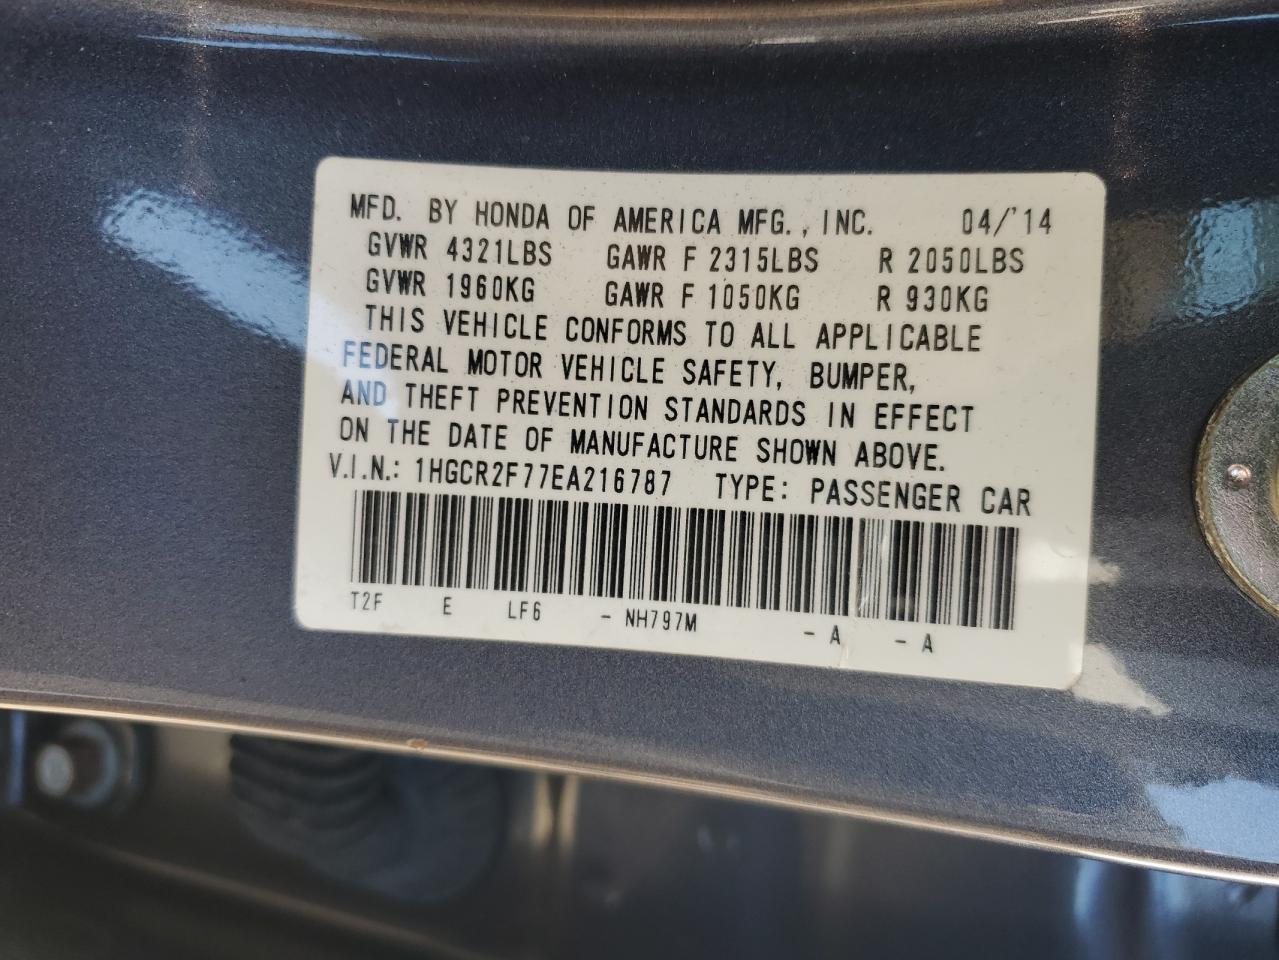 MFD. BY HONDA OF AMERICA MFG., INC. 04/'14
GVWR 4321LBS GAWR F 2315LBS R 2050LBS
GVWR 1960KG GAWR F 1050KG R 930KG
THIS VEHICLE CONFORMS TO ALL APPLICABLE
FEDERAL MOTOR VEHICLE SAFETY, BUMPER,
AND THEFT PREVENTION STANDARDS IN EFFECT
ON THE DATE OF MANUFACTURE SHOWN ABOVE.
V.I.N.: 1HGCR2F77EA216787 TYPE: PASSENGER CAR
T2F E LF6 - NH797M - A - A